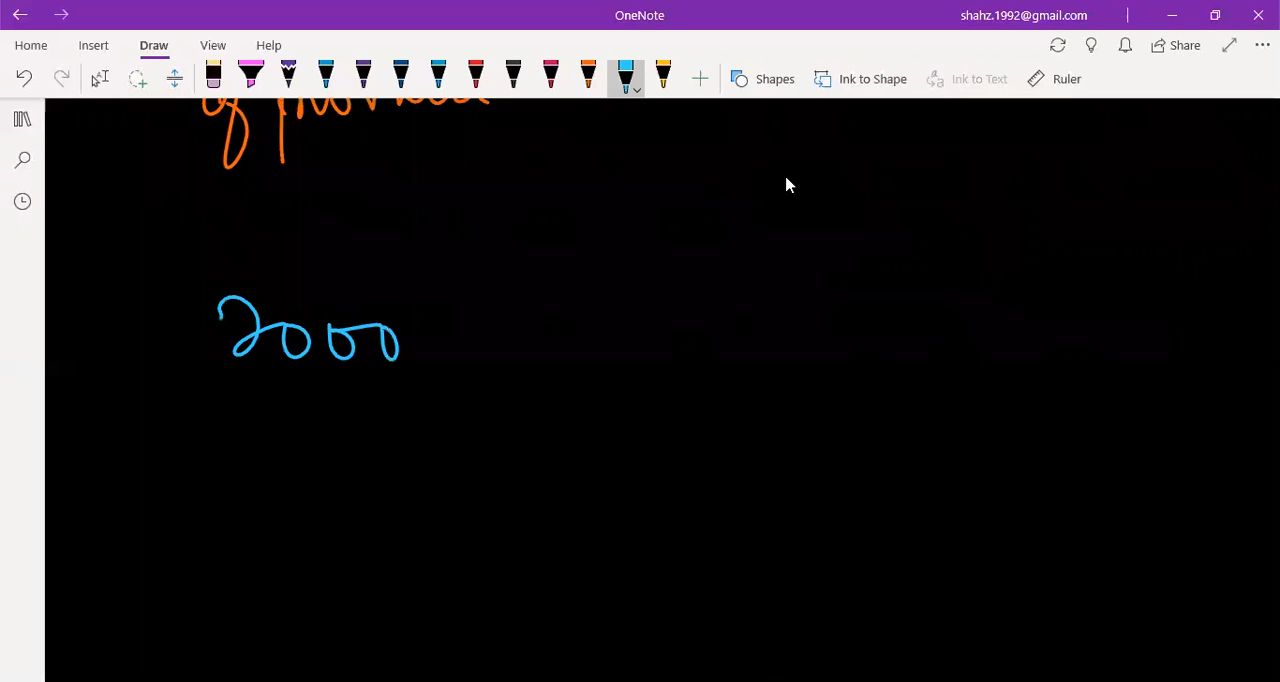 OneNote
shahz.1992@gmail.com
Home Insert Draw View Help
Share
Shapes Ink to Shape Ink to Text Ruler
of
2000